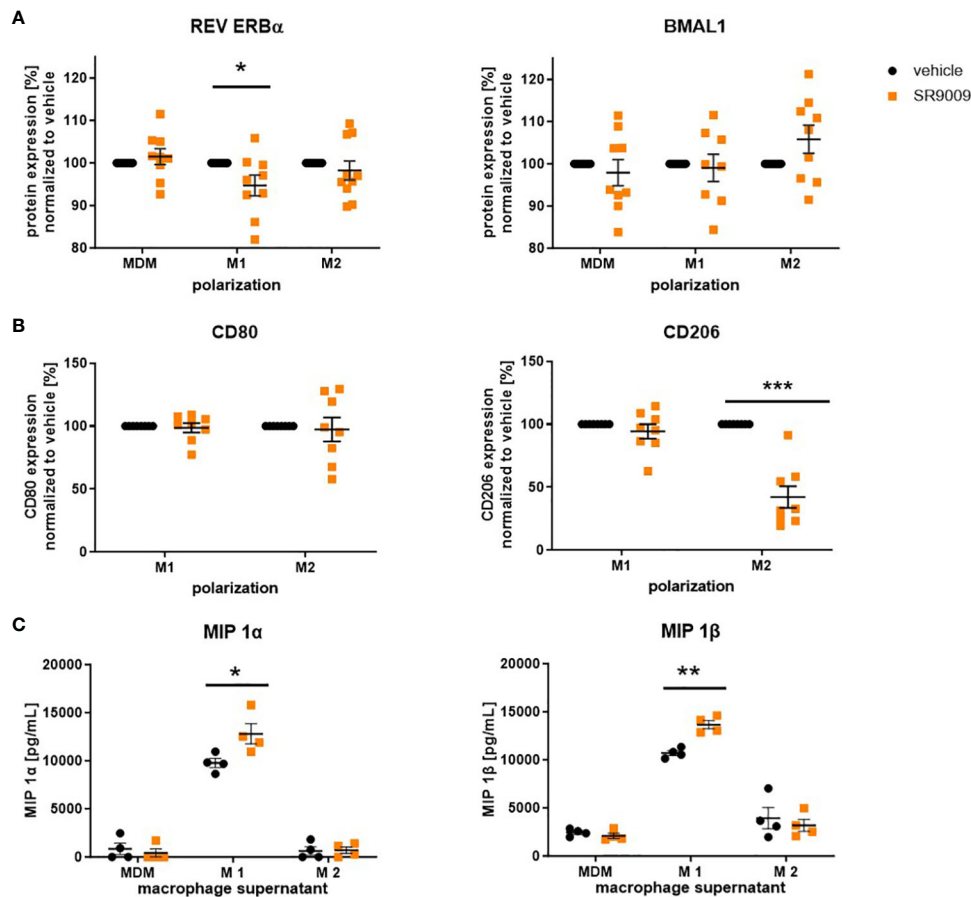 A
REV ERBα
protein expression [%]
normalized to vehicle
120
110
100
90
80
*
MDM
M1
M2
polarization
BMAL1
protein expression [%]
normalized to vehicle
120
110
100
90
80
MDM
M1
M2
polarization
vehicle
SR9009
B
CD80
CD80 expression
normalized to vehicle [%]
150
100
50
0
M1
M2
polarization
CD206
CD206 expression
normalized to vehicle [%]
150
100
50
0
***
M1
M2
polarization
C
MIP 1α
MIP 1α [pg/mL]
20000
15000
10000
5000
0
*
MDM
M 1
M 2
macrophage supernatant
MIP 1β
MIP 1β [pg/mL]
20000
15000
10000
5000
0
**
MDM
M 1
M 2
macrophage supernatant